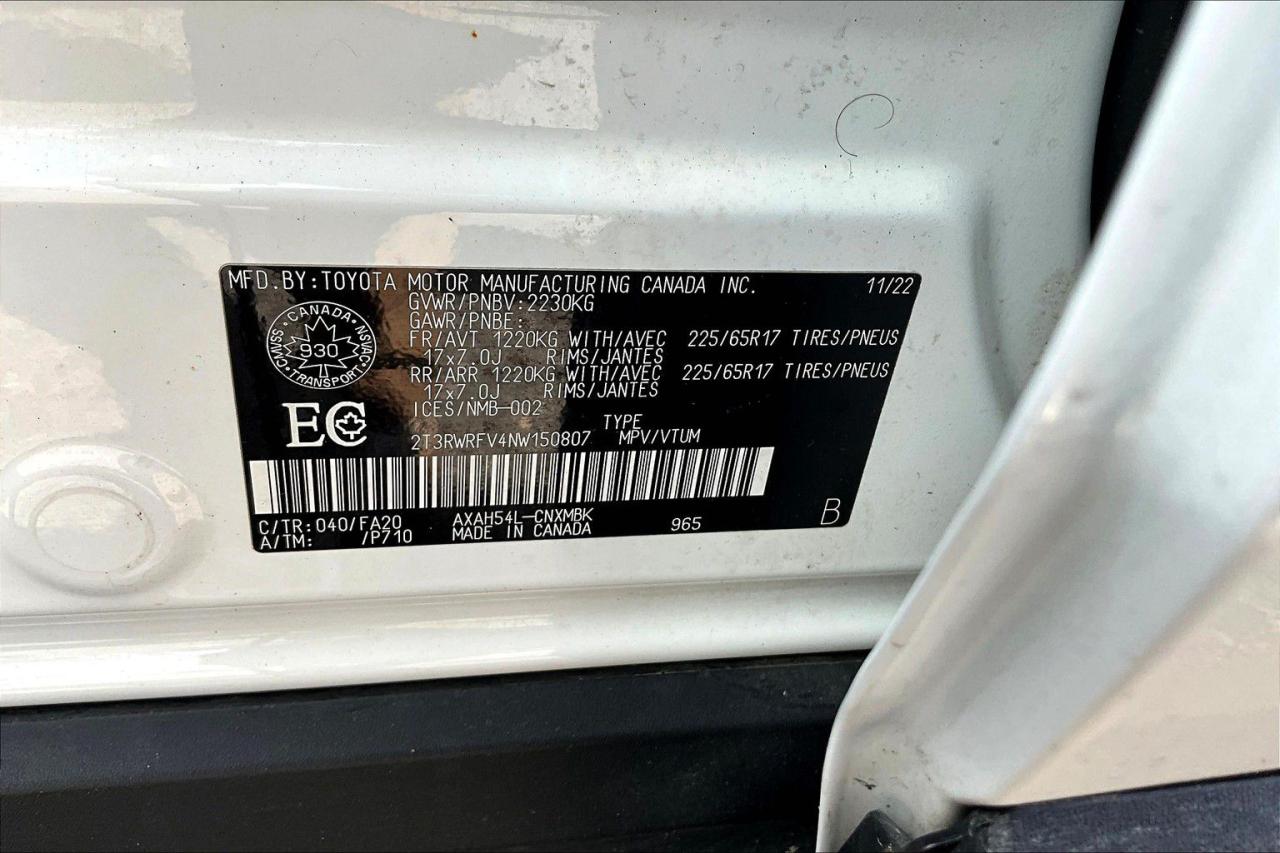 MFD.BY:TOYOTA MOTOR MANUFACTURING CANADA INC. 11/22
GVWR/PNBV:2230KG
GAWR/PNBE:
FR/AVT 1220KG WITH/AVEC 225/65R17 TIRES/PNEUS
17x7.0J RIMS/JANTES
RR/ARR 1220KG WITH/AVEC 225/65R17 TIRES/PNEUS
17x7.0J RIMS/JANTES
ICES/NMB-002
CANADA
CMVSS NSVAC
930
TRANSPORT
EC
TYPE
2T3RWRFV4NW150807 MPV/VTUM
C/TR: 040/FA20 AXAH54L-CNXMBK 965 B
A/TM: /P710 MADE IN CANADA